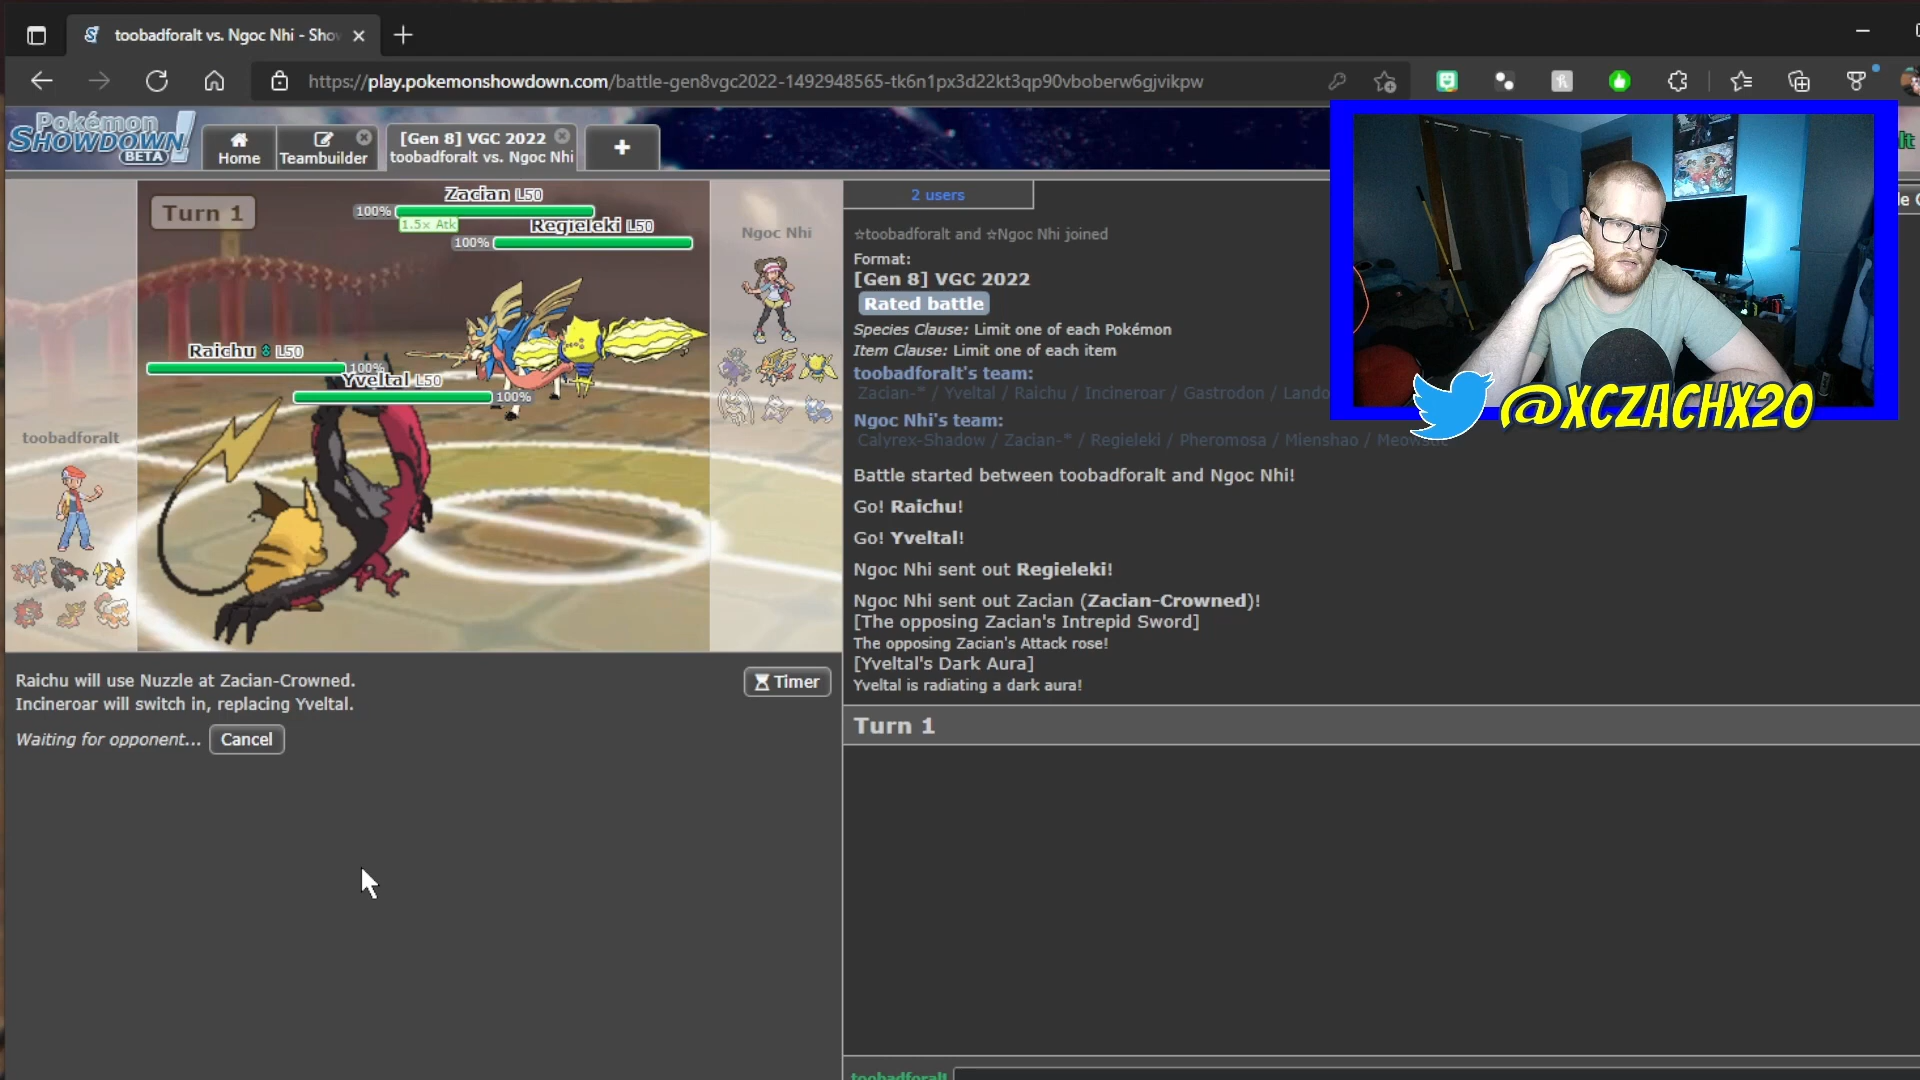 toobadforalt vs. Ngoc Nhi - Sho
https://play.pokemonshowdown.com/battle-gen8vgc2022-1492948565-tk6n1px3d22kt3qp90vboberw6gjvikpw
Pokémon
SHOWDOWN!
BETA
Home
Teambuilder
[Gen 8] VGC 2022
toobadforalt vs. Ngoc Nhi
Turn 1
Zacian L50
100%
1.5× Atk
Regieleki L50
100%
Raichu L50
100%
Yveltal L50
100%
Ngoc Nhi
toobadforalt
Raichu will use Nuzzle at Zacian-Crowned.
Incineroar will switch in, replacing Yveltal.
Waiting for opponent... Cancel
Timer
2 users
☆toobadforalt and ☆Ngoc Nhi joined
Format:
[Gen 8] VGC 2022
Rated battle
Species Clause: Limit one of each Pokémon
Item Clause: Limit one of each item
toobadforalt's team:
Zacian-* / Yveltal / Raichu / Incineroar / Gastrodon / Lando
Ngoc Nhi's team:
Calyrex-Shadow / Zacian-* / Regieleki / Pheromosa / Mienshao / Meowstic
Battle started between toobadforalt and Ngoc Nhi!
Go! Raichu!
Go! Yveltal!
Ngoc Nhi sent out Regieleki!
Ngoc Nhi sent out Zacian (Zacian-Crowned)!
[The opposing Zacian's Intrepid Sword]
The opposing Zacian's Attack rose!
[Yveltal's Dark Aura]
Yveltal is radiating a dark aura!
Turn 1
toobadforalt
@XCZACHX20